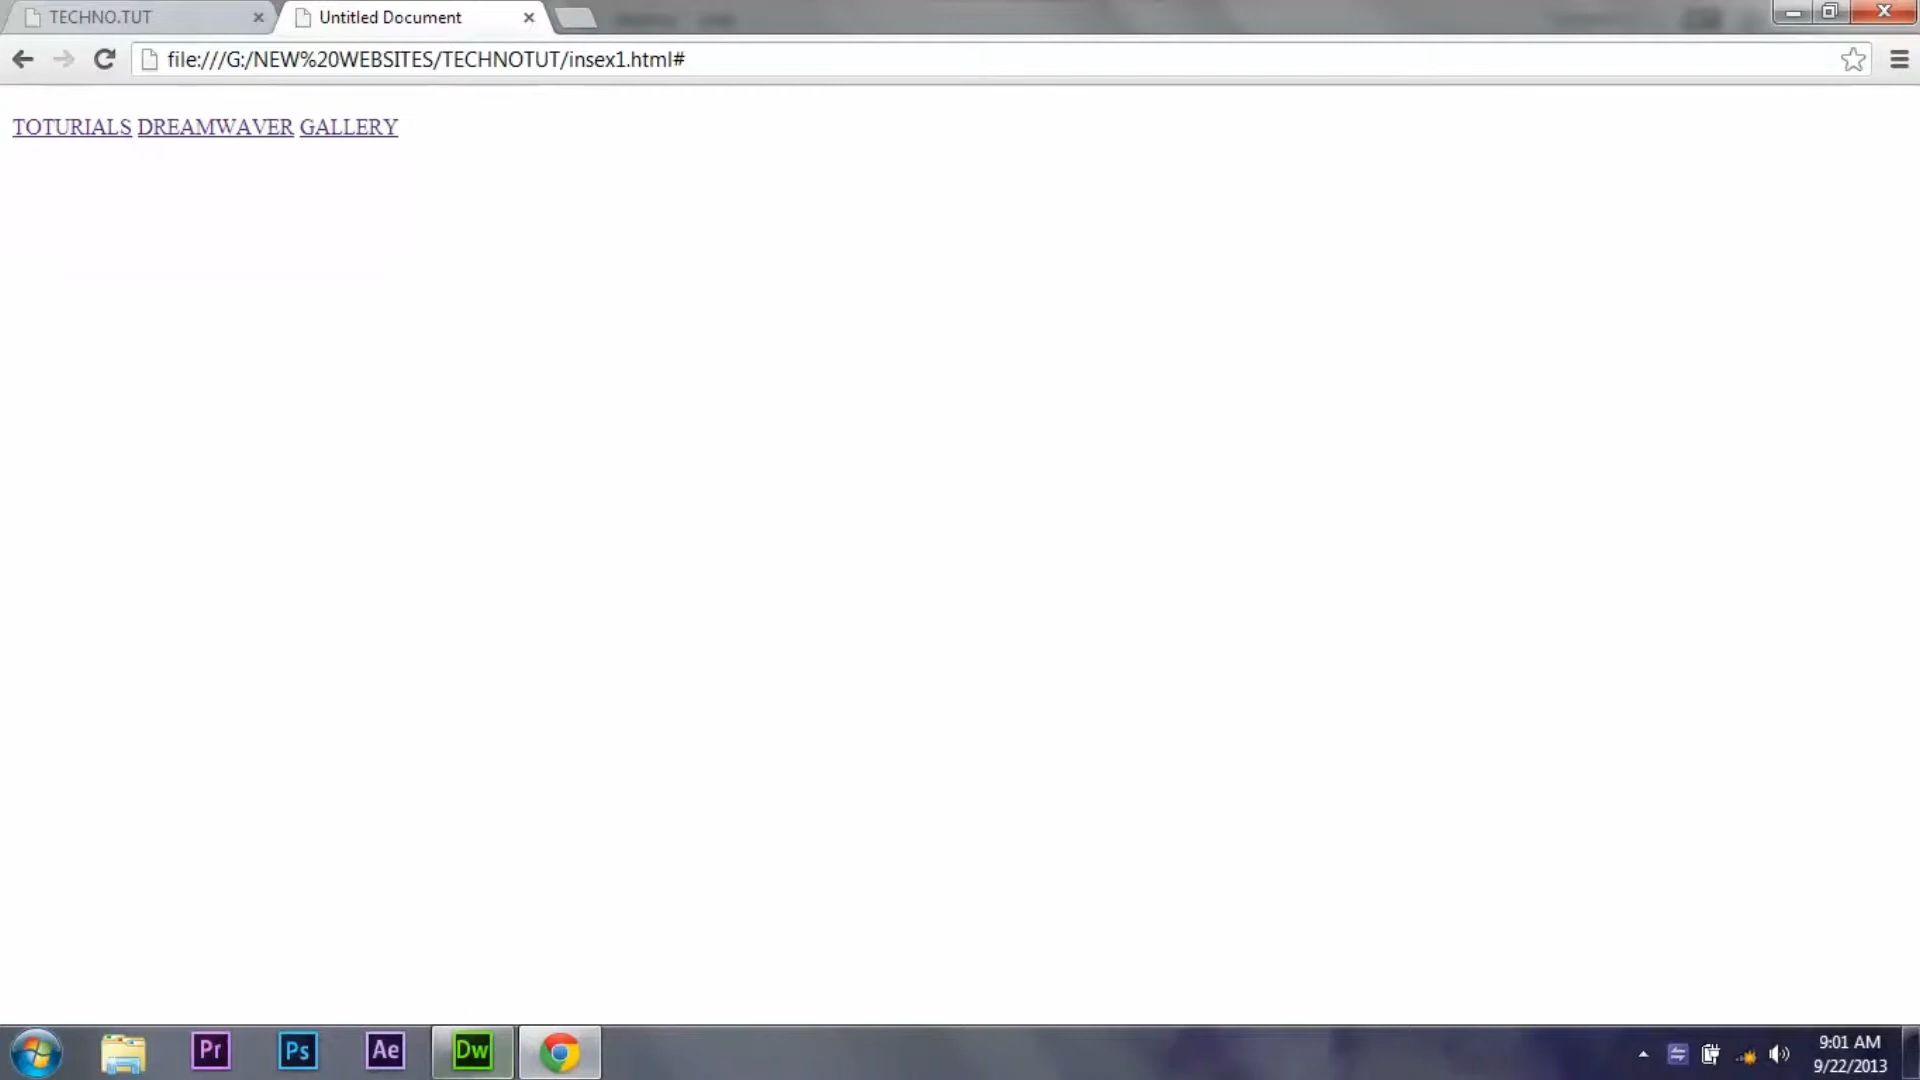 TECHNO.TUT
Untitled Document
file:///G:/NEW%20WEBSITES/TECHNOTUT/insex1.html#
TOTURIALS DREAMWAVER GALLERY
Pr
Ps
Ae
Dw
9:01 AM
9/22/2013